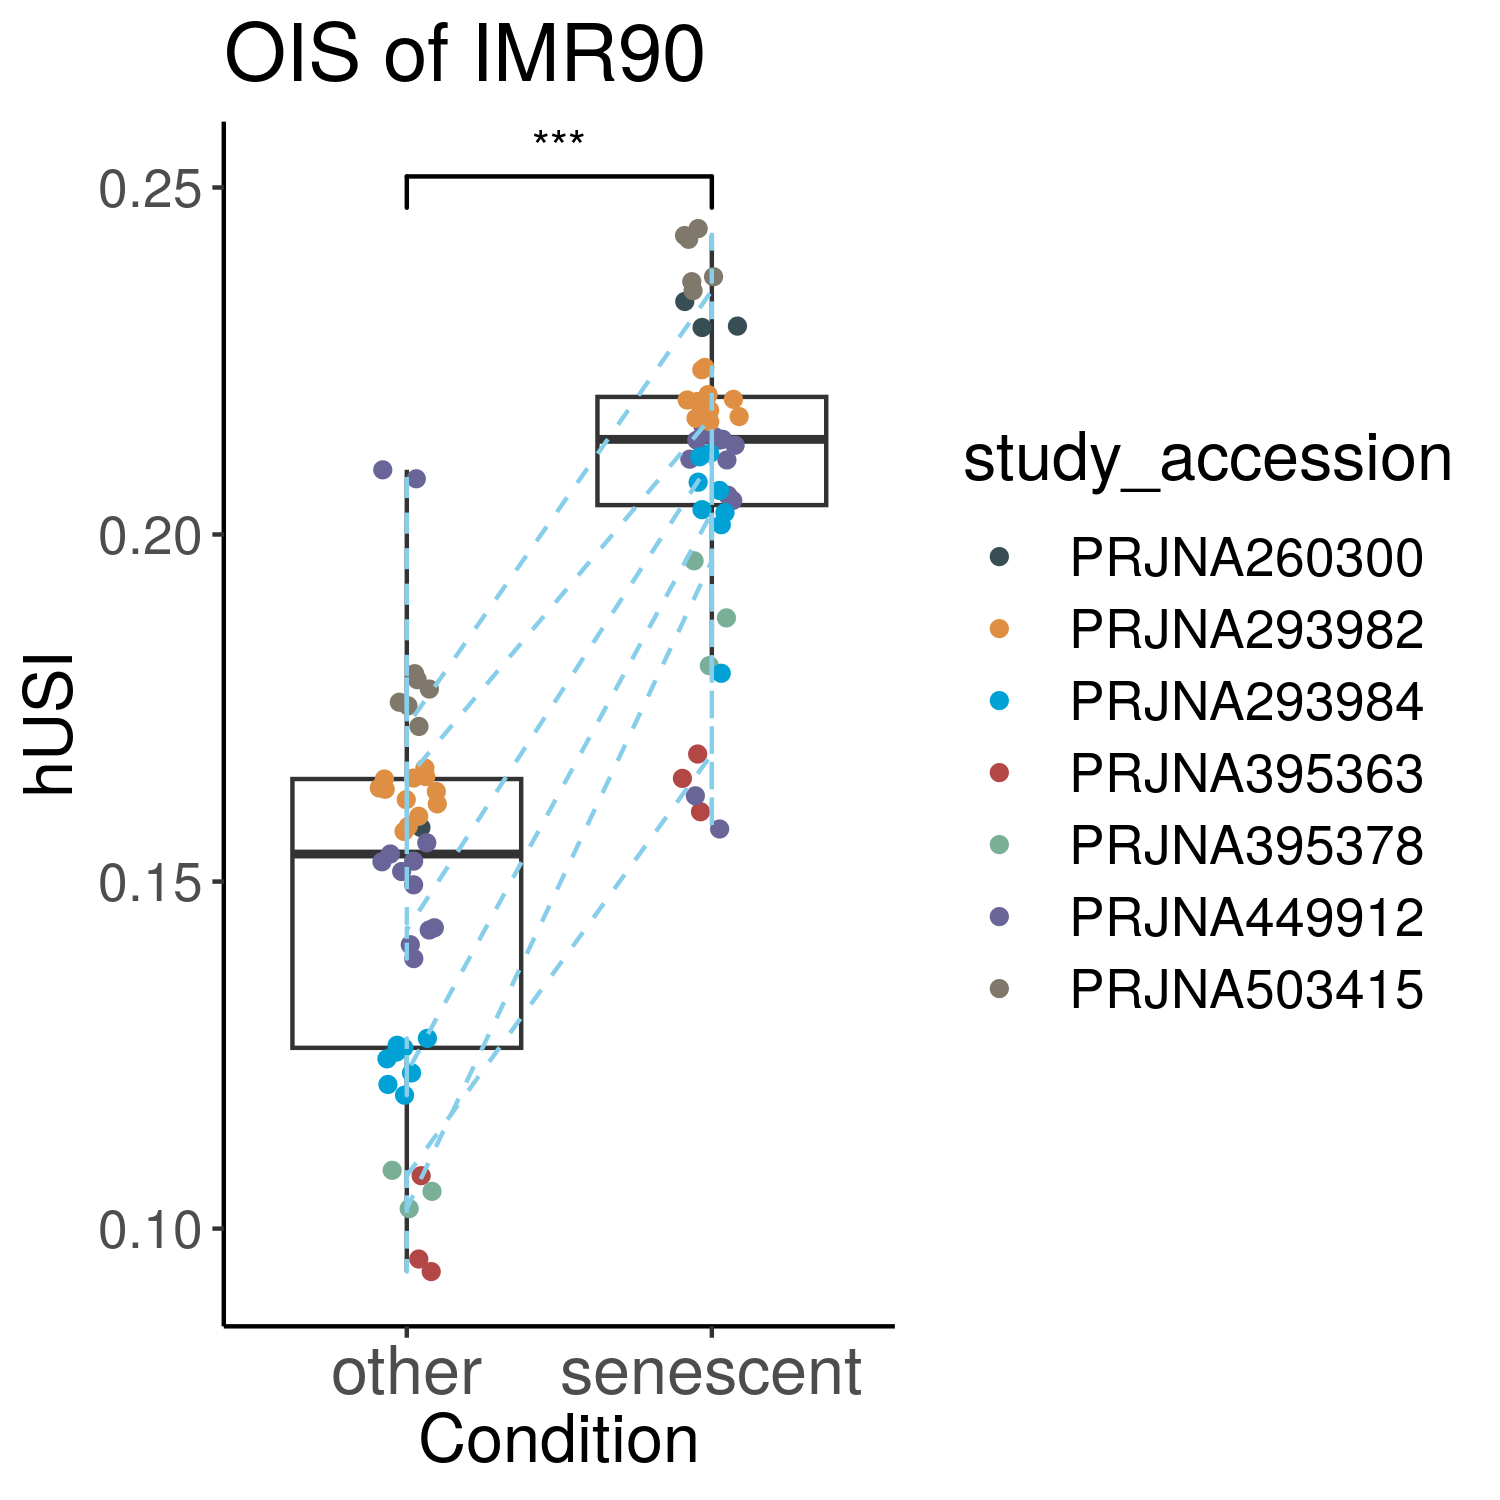 OIS of IMR90
***
0.25
0.20
0.15
0.10
hUSI
other senescent
Condition
study_accession
PRJNA260300
PRJNA293982
PRJNA293984
PRJNA395363
PRJNA395378
PRJNA449912
PRJNA503415